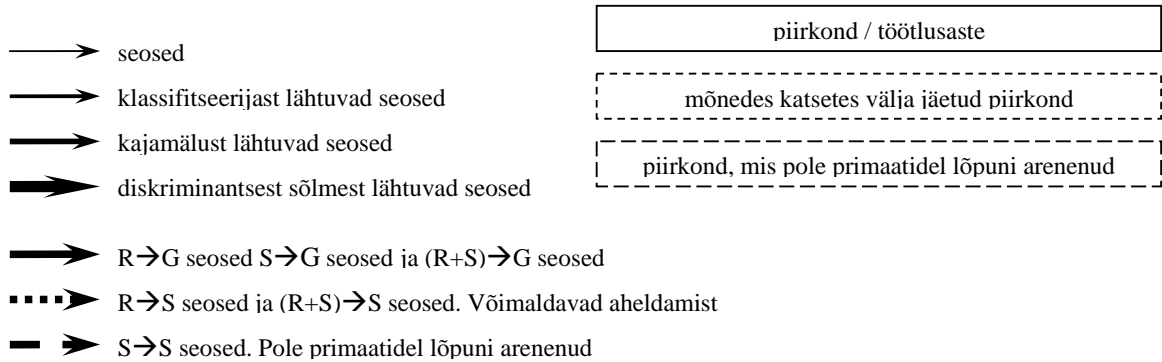 seosed
klassifitseerijast lähtuvad seosed
kajamälust lähtuvad seosed
diskriminantsest sõlmest lähtuvad seosed
piirkond / töötlusaste
mõnedes katsetes välja jäetud piirkond
piirkond, mis pole primaatidel lõpuni arenenud
R→G seosed S→G seosed ja (R+S)→G seosed
R→S seosed ja (R+S)→S seosed. Võimaldavad aheldamist
S→S seosed. Pole primaatidel lõpuni arenenud